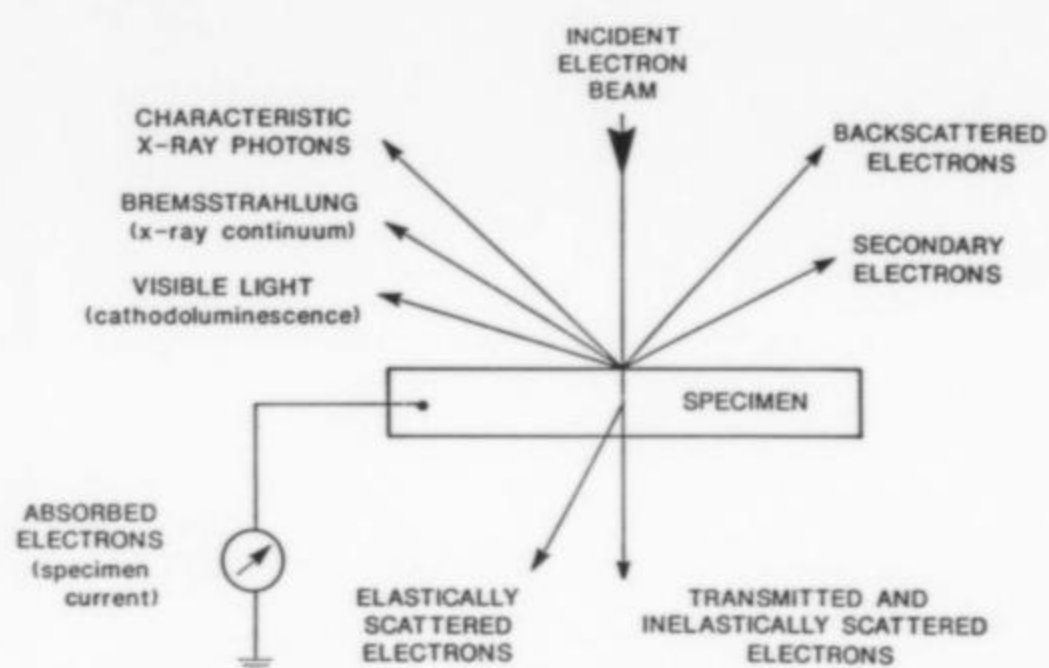 INCIDENT
ELECTRON
BEAM
CHARACTERISTIC
X-RAY PHOTONS
BACKSCATTERED
ELECTRONS
BREMSSTRAHLUNG
(x-ray continuum)
SECONDARY
ELECTRONS
VISIBLE LIGHT
(cathodoluminescence)
SPECIMEN
ABSORBED
ELECTRONS
(specimen
current)
ELASTICALLY
SCATTERED
ELECTRONS
TRANSMITTED AND
INELASTICALLY SCATTERED
ELECTRONS